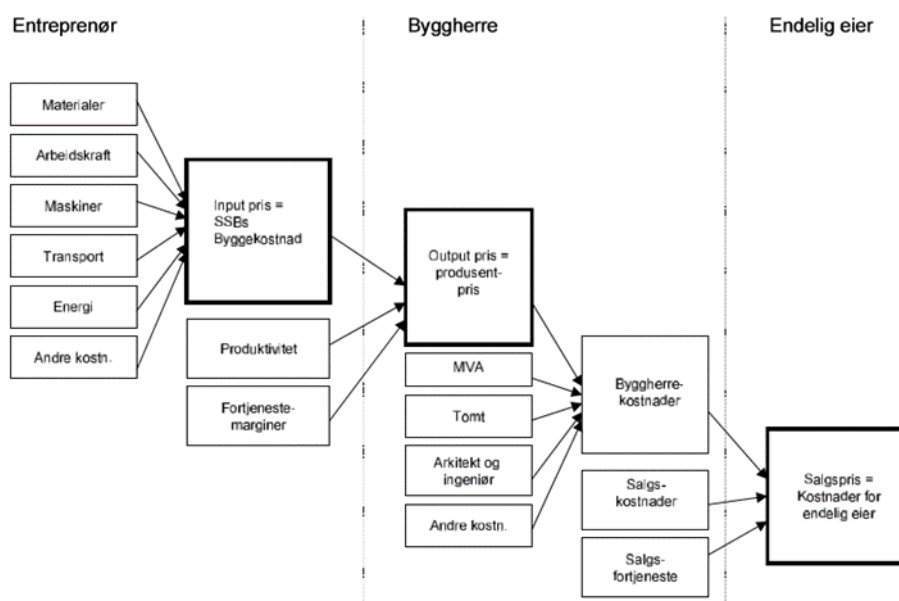 Entreprenør
Byggherre
Endelig eier
Materialer
Arbeidskraft
Maskiner
Transport
Energi
Andre kostn.
Input pris =
SSBs
Byggekostnad
Produktivitet
Fortjeneste-
marginer
Output pris =
produsent-
pris
MVA
Tomt
Arkitekt og
ingeniør
Andre kostn.
Byggherre-
kostnader
Salgs-
kostnader
Salgs-
fortjeneste
Salgspris =
Kostnader for
endelig eier